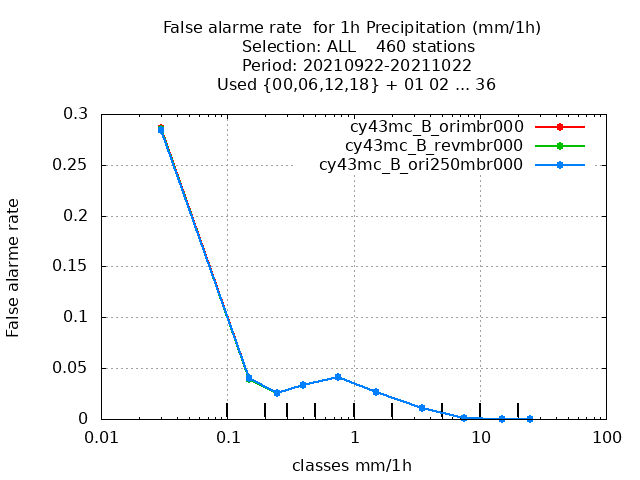 False alarme rate  for 1h Precipitation (mm/1h)
Selection: ALL    460 stations
Period: 20210922-20211022
Used {00,06,12,18} + 01 02 ... 36
cy43mc_B_orimbr000
cy43mc_B_revmbr000
cy43mc_B_ori250mbr000
False alarme rate
0.3
0.25
0.2
0.15
0.1
0.05
0
0.01 0.1 1 10 100
classes mm/1h